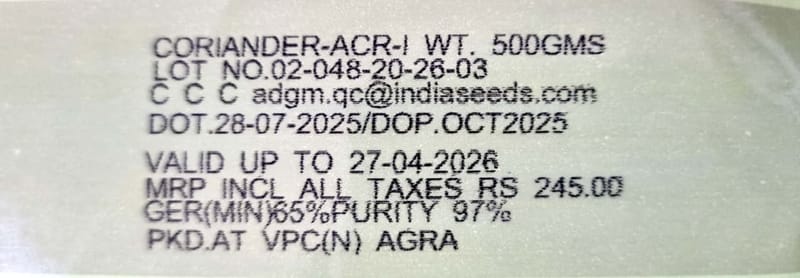 CORIANDER-ACR-I WT. 500GMS
LOT NO.02-048-20-26-03
C C C adgm.qc@indiaseeds.com
DOT.28-07-2025/DOP.OCT2025
VALID UP TO 27-04-2026
MRP INCL ALL TAXES RS 245.00
GER(MIN)65%PURITY 97%
PKD.AT VPC(N) AGRA